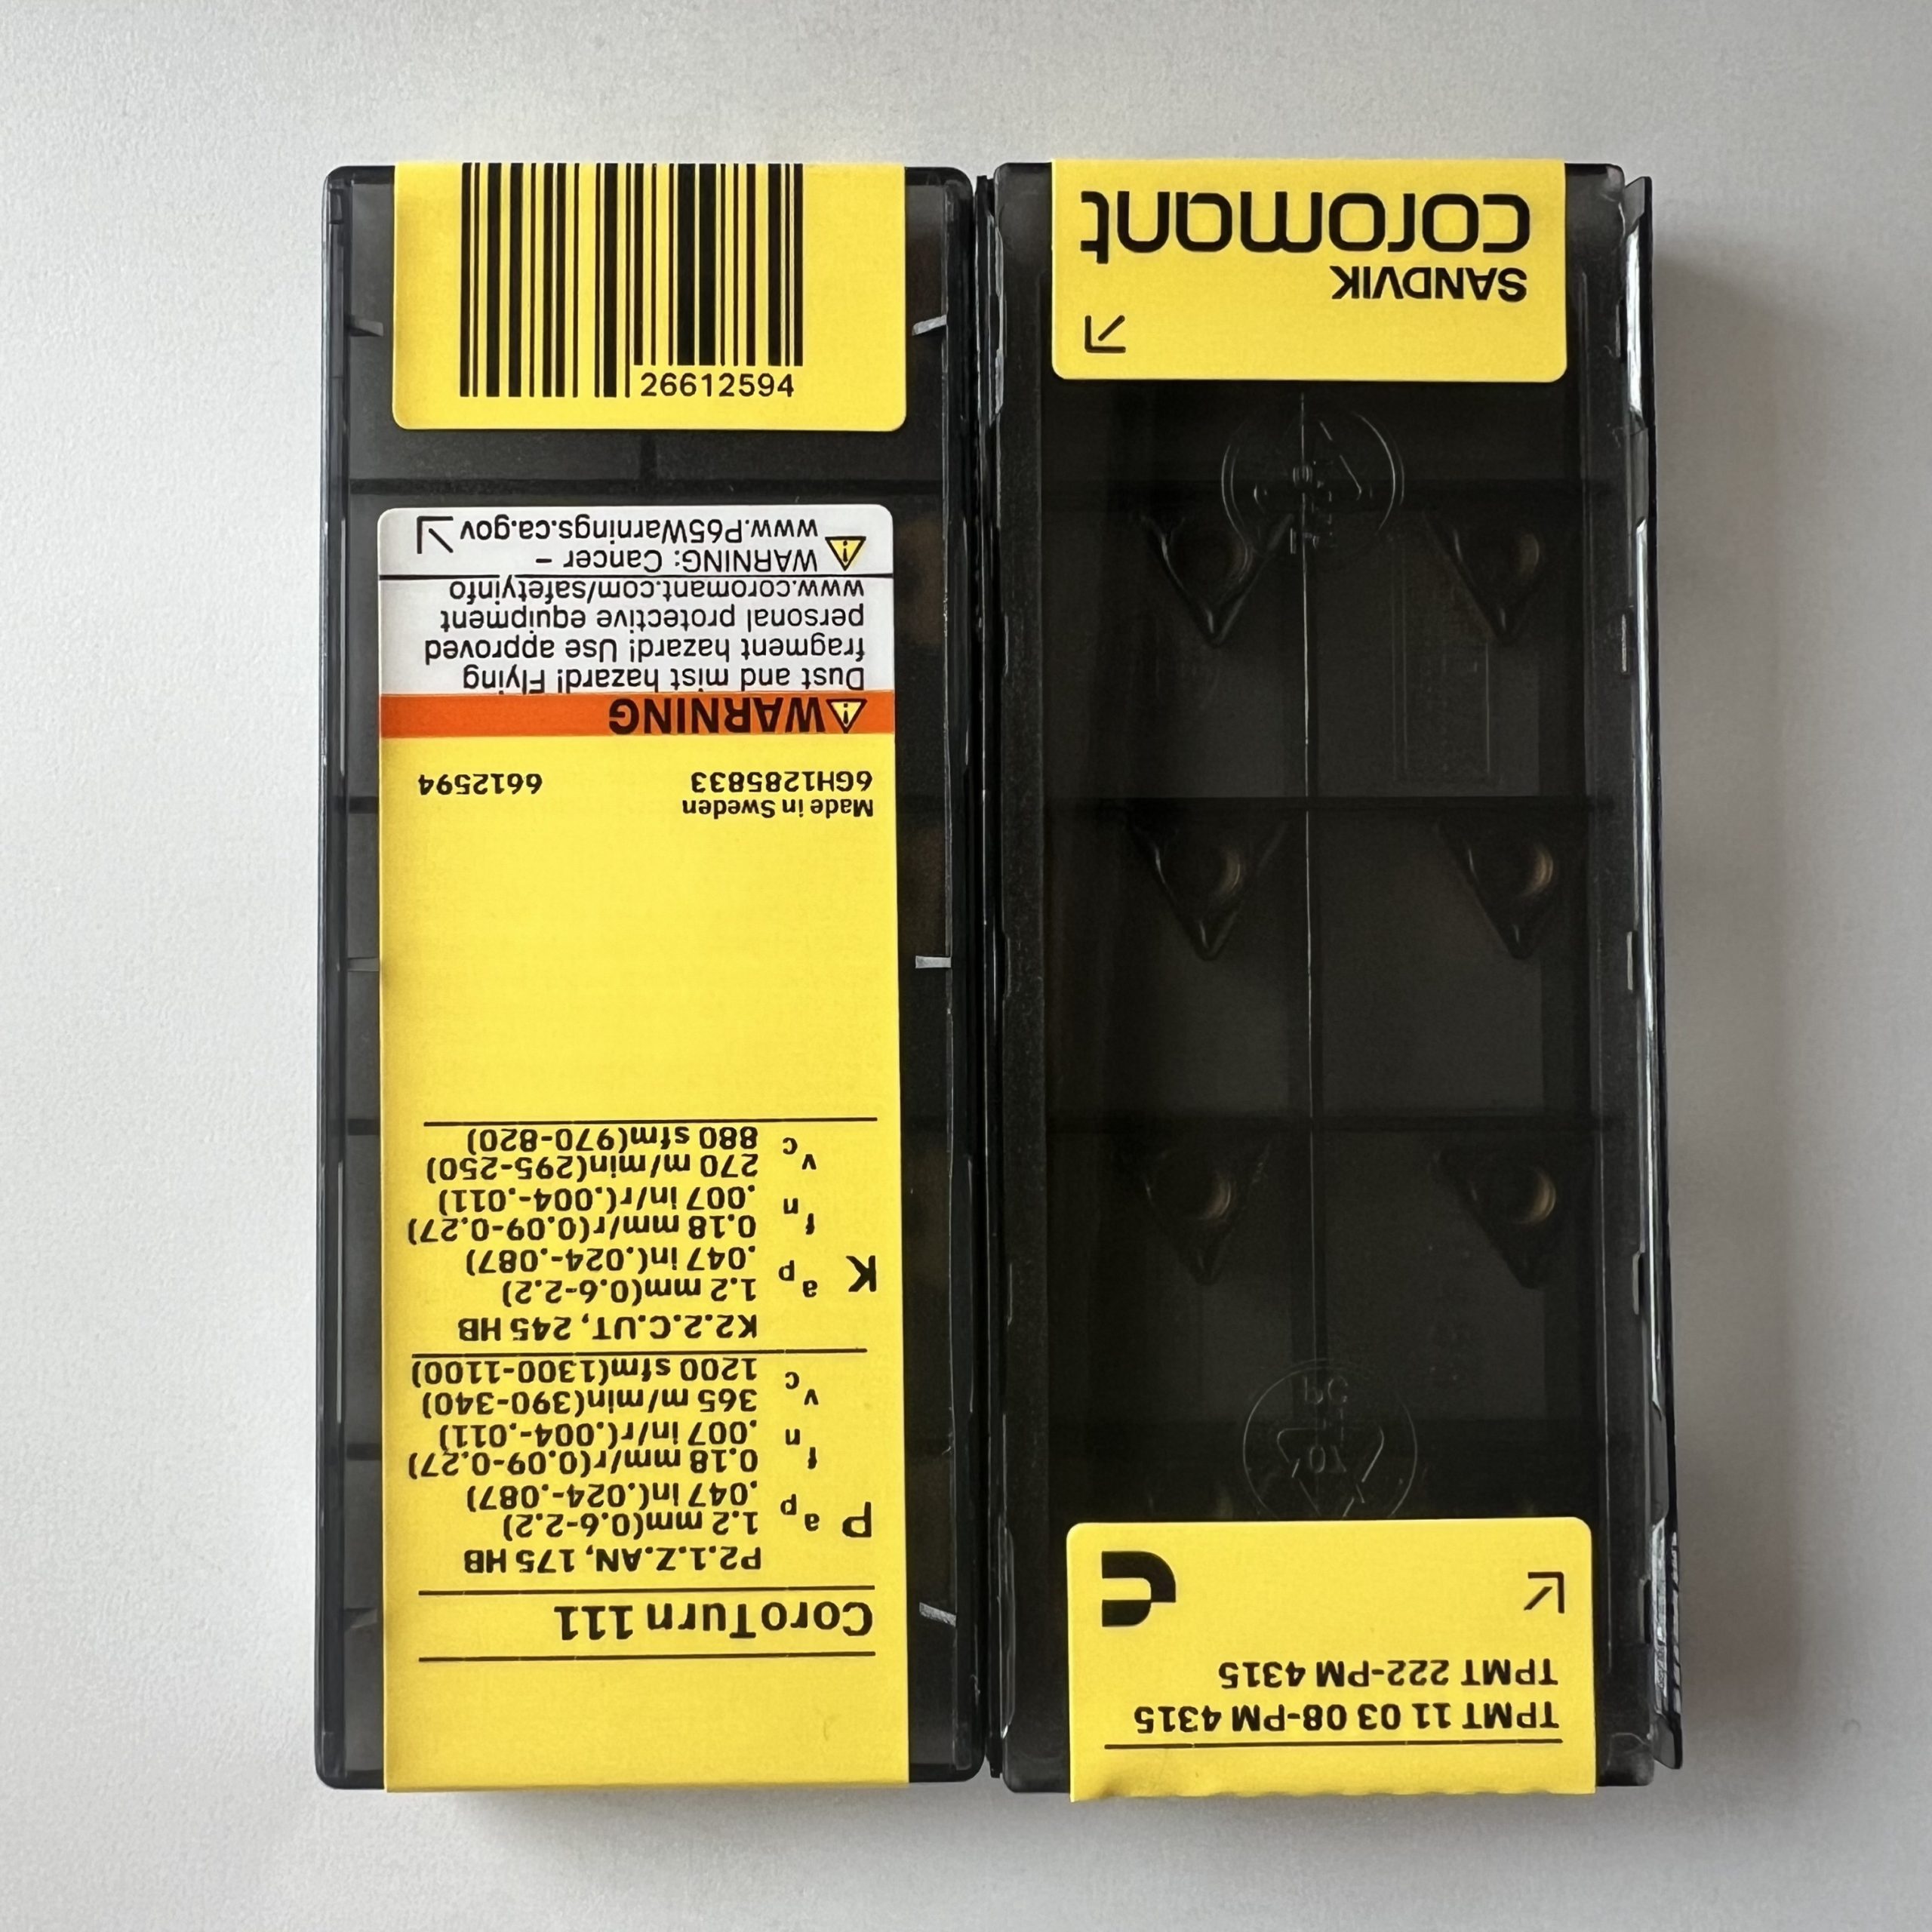 26612594
CoroTurn 111
P2.1.Z.AN, 175 HB
P
ap 1.2 mm(0.6-2.2)
.047 in(.024-.087)
fn 0.18 mm/r(0.09-0.27)
.007 in/r(.004-.011)
vc 365 m/min(390-340)
1200 sfm(1300-1100)
K2.2.C.UT, 245 HB
K
ap 1.2 mm(0.6-2.2)
.047 in(.024-.087)
fn 0.18 mm/r(0.09-0.27)
.007 in/r(.004-.011)
vc 270 m/min(295-250)
880 sfm(970-820)
Made in Sweden
6GH1285833 6612594
WARNING
Dust and mist hazard! Flying
fragment hazard! Use approved
personal protective equipment
www.coromant.com/safetyinfo
WARNING: Cancer –
www.P65Warnings.ca.gov
TPMT 11 03 08-PM 4315
TPMT 222-PM 4315
07
PC
SANDVIK
coromant